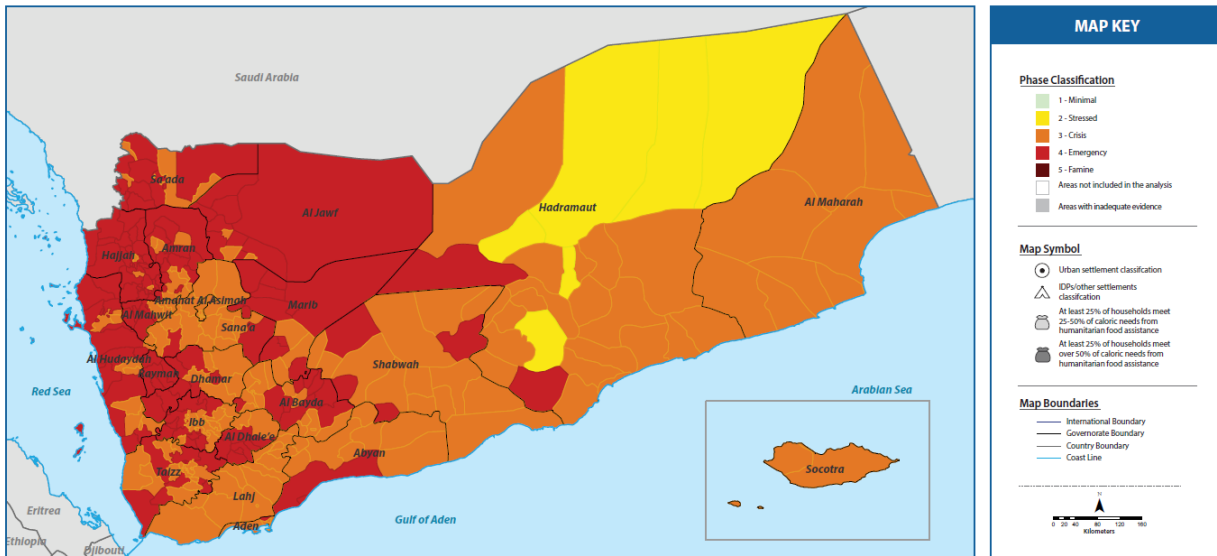 Saudi Arabia
Sa'ada
Al Jawf
Hadramaut
Al Maharah
Hajjah
Amran
Marib
Amanat Al Asimah
Al Mahwit
Sana'a
Al Hudaydah
Raymah
Dhamar
Shabwah
Red Sea
Arabian Sea
Al Bayda
Ibb
Al Dhale'e
Abyan
Taizz
Socotra
Lahj
Gulf of Aden
Aden
Eritrea
Ethiopia
Djibouti
MAP KEY
Phase Classification
1 - Minimal
2 - Stressed
3 - Crisis
4 - Emergency
5 - Famine
Areas not included in the analysis
Areas with inadequate evidence
Map Symbol
Urban settlement classifcation
IDPs/other settlements
classifcation
At least 25% of households meet
25-50% of caloric needs from
humanitarian food assistance
At least 25% of households meet
over 50% of caloric needs from
humanitarian food assistance
Map Boundaries
International Boundary
Governorate Boundary
Country Boundary
Coast Line
N
0 20 40 80 120 160
Kilometers